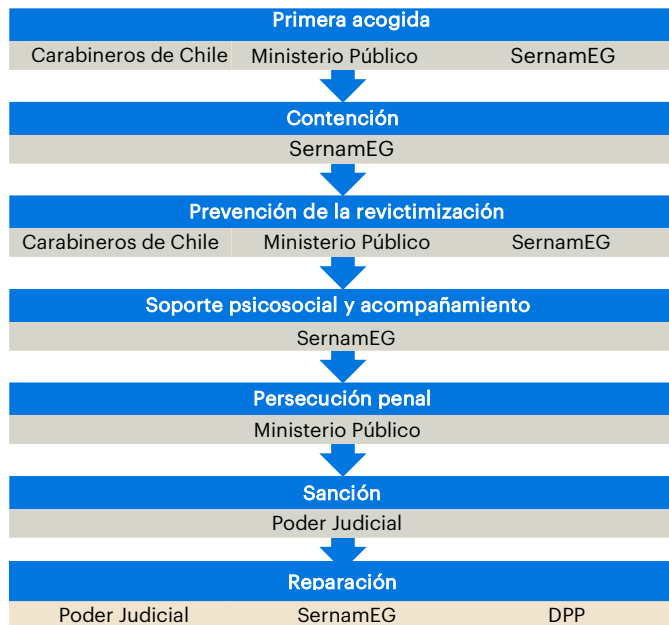 Primera acogida
Carabineros de Chile Ministerio Público SernamEG
Contención
SernamEG
Prevención de la revictimización
Carabineros de Chile Ministerio Público SernamEG
Soporte psicosocial y acompañamiento
SernamEG
Persecución penal
Ministerio Público
Sanción
Poder Judicial
Reparación
Poder Judicial SernamEG DPP